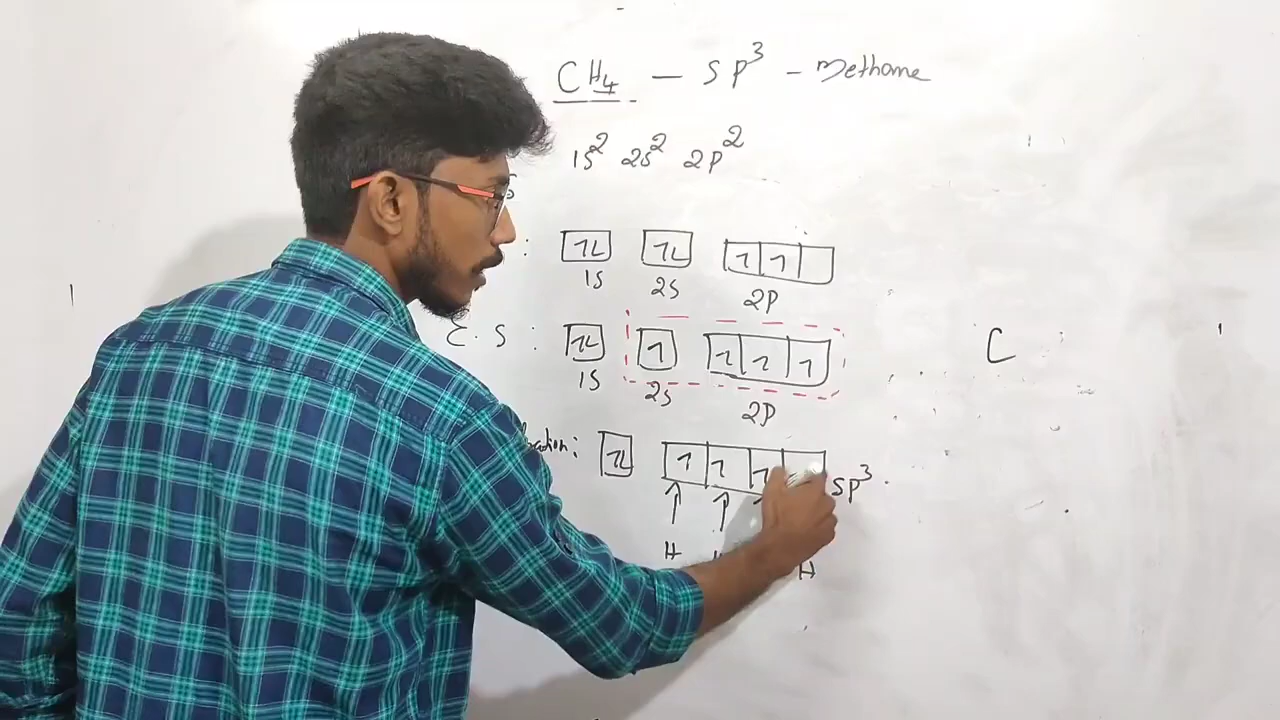 CH4 — SP3 - Methane
1S2 2S2 2P2
:
1S 2S 2P
E.S :
1S 2S
2P
:
SP3
H H
C